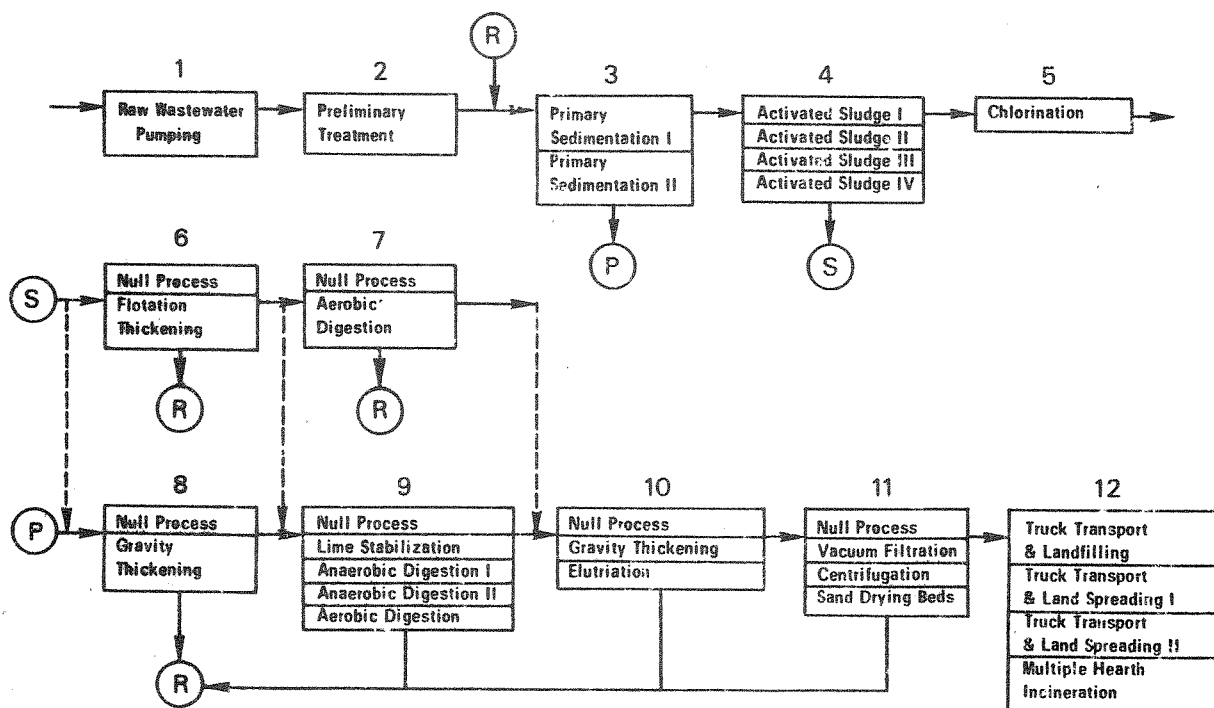 R
1
2
3
4
5
Raw Wastewater
Pumping
Preliminary
Treatment
Primary
Sedimentation I
Primary
Sedimentation II
Activated Sludge I
Activated Sludge II
Activated Sludge III
Activated Sludge IV
Chlorination
P
S
6
7
S
Null Process
Flotation
Thickening
Null Process
Aerobic
Digestion
R
R
8
9
10
11
12
P
Null Process
Gravity
Thickening
Null Process
Lime Stabilization
Anaerobic Digestion I
Anaerobic Digestion II
Aerobic Digestion
Null Process
Gravity Thickening
Elutriation
Null Process
Vacuum Filtration
Centrifugation
Sand Drying Beds
Truck Transport
& Landfilling
Truck Transport
& Land Spreading I
Truck Transport
& Land Spreading II
Multiple Hearth
Incineration
R